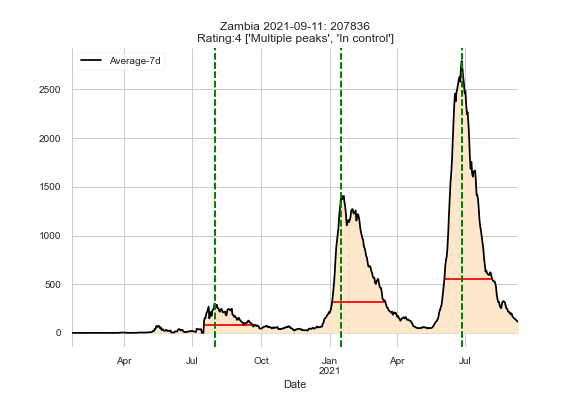 Zambia 2021-09-11: 207836
Rating:4 ['Multiple peaks', 'In control']
Average-7d
2500
2000
1500
1000
500
0
Apr Jul Oct Jan Apr Jul
2021
Date